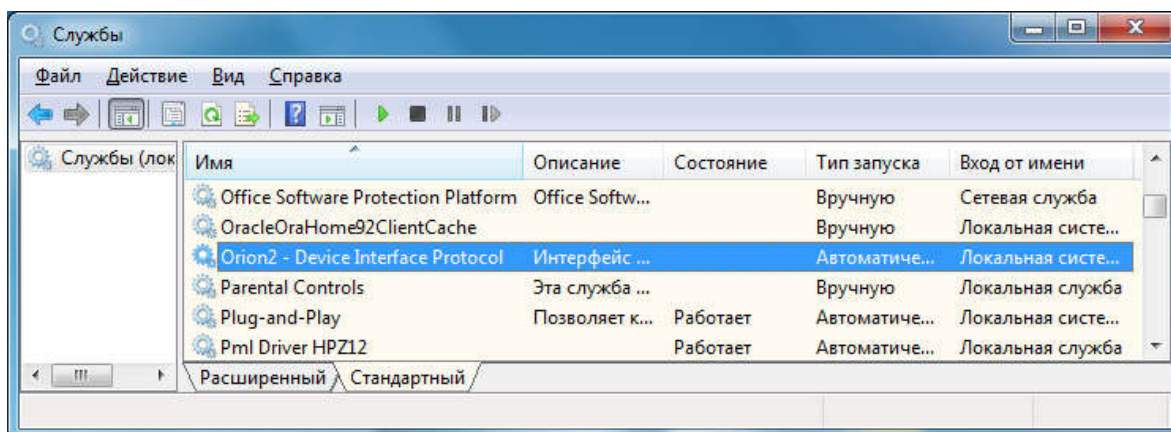 Службы
Файл Действие Вид Справка
Службы (лок
Имя Описание Состояние Тип запуска Вход от имени
Office Software Protection Platform Office Softw... Вручную Сетевая служба
OracleOraHome92ClientCache Вручную Локальная систе...
Orion2 - Device Interface Protocol Интерфейс ... Автоматиче... Локальная систе...
Parental Controls Эта служба ... Вручную Локальная служба
Plug-and-Play Позволяет к... Работает Автоматиче... Локальная систе...
Pml Driver HPZ12 Работает Автоматиче... Локальная служба
Расширенный Стандартный